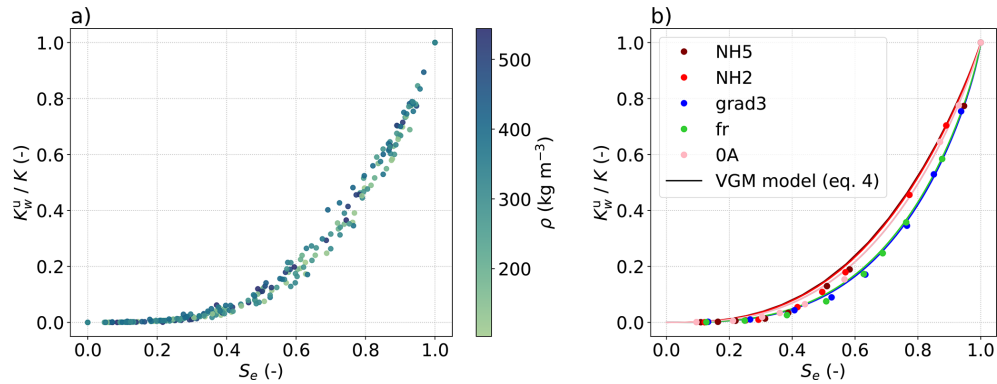 a)
K_w^u / K (-)
1.0
0.8
0.6
0.4
0.2
0.0
0.0 0.2 0.4 0.6 0.8 1.0
S_e (-)
500
400
300
200
ρ (kg m⁻³)
b)
K_w^u / K (-)
1.0
0.8
0.6
0.4
0.2
0.0
NH5
NH2
grad3
fr
0A
VGM model (eq. 4)
0.0 0.2 0.4 0.6 0.8 1.0
S_e (-)